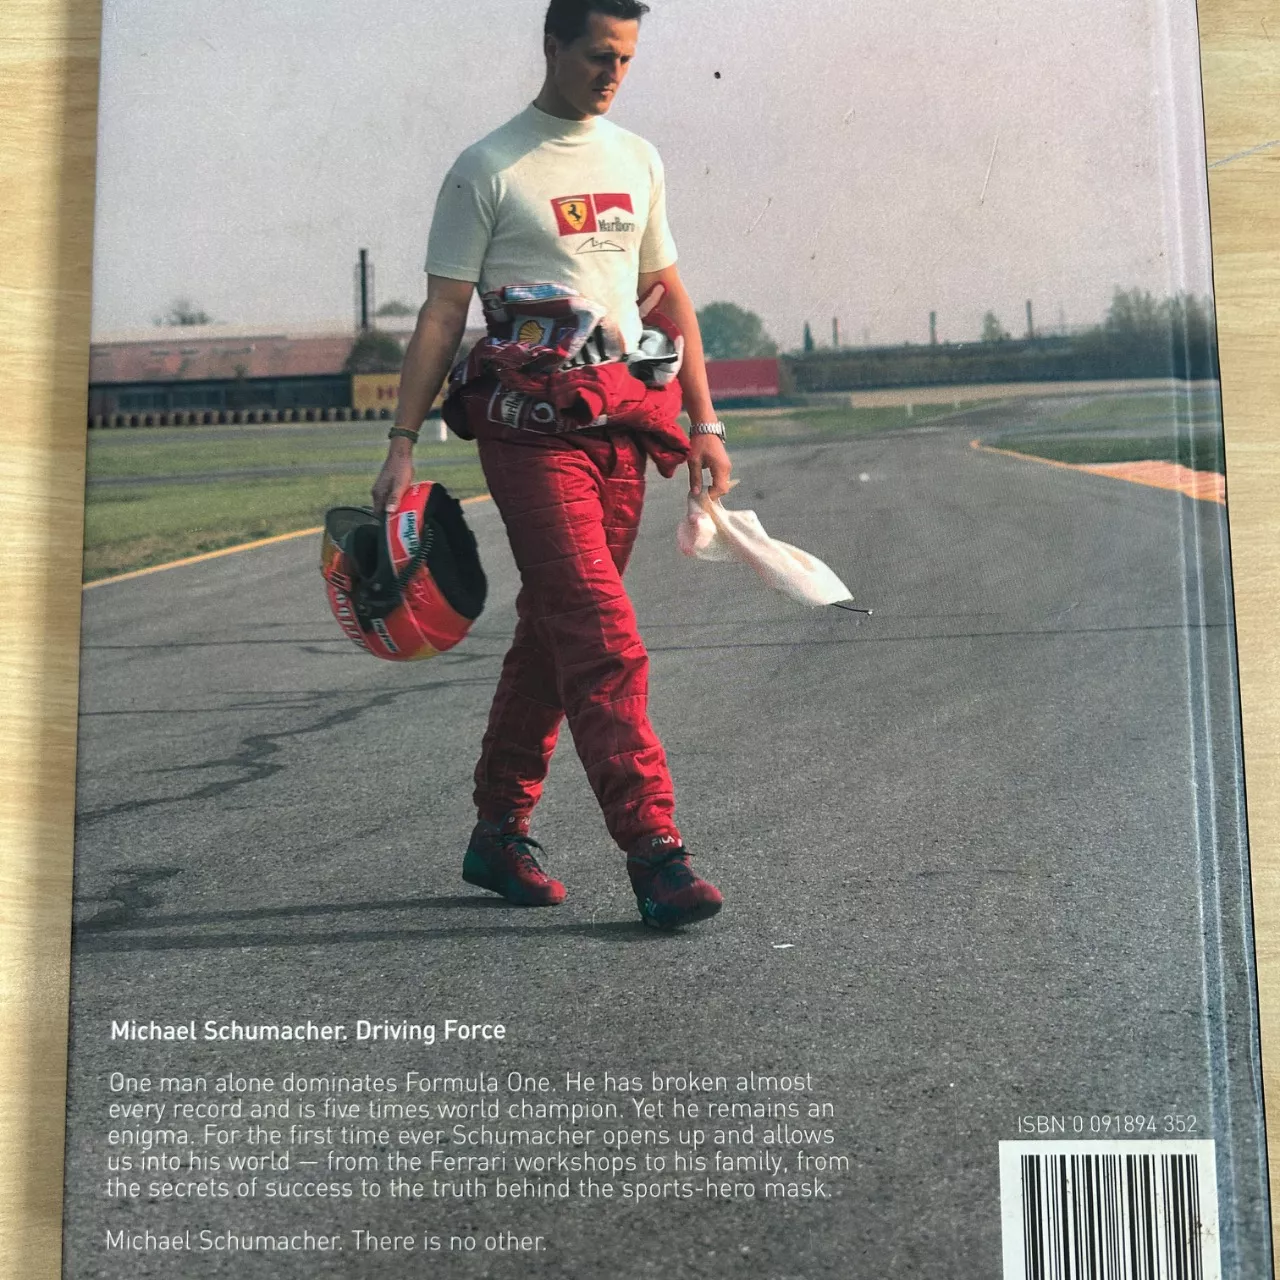 Marlboro
Marlboro
Marlboro
FILA
Michael Schumacher. Driving Force
One man alone dominates Formula One. He has broken almost
every record and is five times world champion. Yet he remains an
enigma. For the first time ever Schumacher opens up and allows
us into his world — from the Ferrari workshops to his family, from
the secrets of success to the truth behind the sports-hero mask.
Michael Schumacher. There is no other.
ISBN 0 091894 352